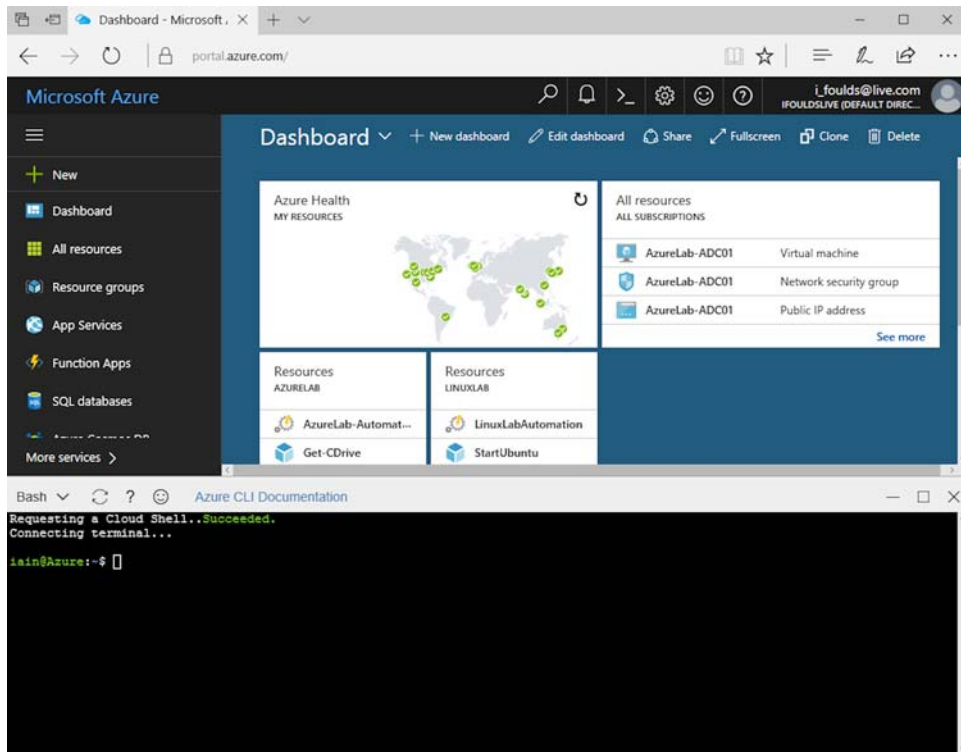 Dashboard - Microsoft
portal.azure.com/
Microsoft Azure
i_foulds@live.com
IFOULDSLIVE (DEFAULT DIREC...
Dashboard
New dashboard
Edit dashboard
Share
Fullscreen
Clone
Delete
New
Dashboard
All resources
Resource groups
App Services
Function Apps
SQL databases
More services >
Azure Health
MY RESOURCES
All resources
ALL SUBSCRIPTIONS
AzureLab-ADC01 Virtual machine
AzureLab-ADC01 Network security group
AzureLab-ADC01 Public IP address
See more
Resources
AZURELAB
AzureLab-Automat...
Get-CDrive
Resources
LINUXLAB
LinuxLabAutomation
StartUbuntu
Bash ? Azure CLI Documentation
Requesting a Cloud Shell..Succeeded.
Connecting terminal...
iain@Azure:~$